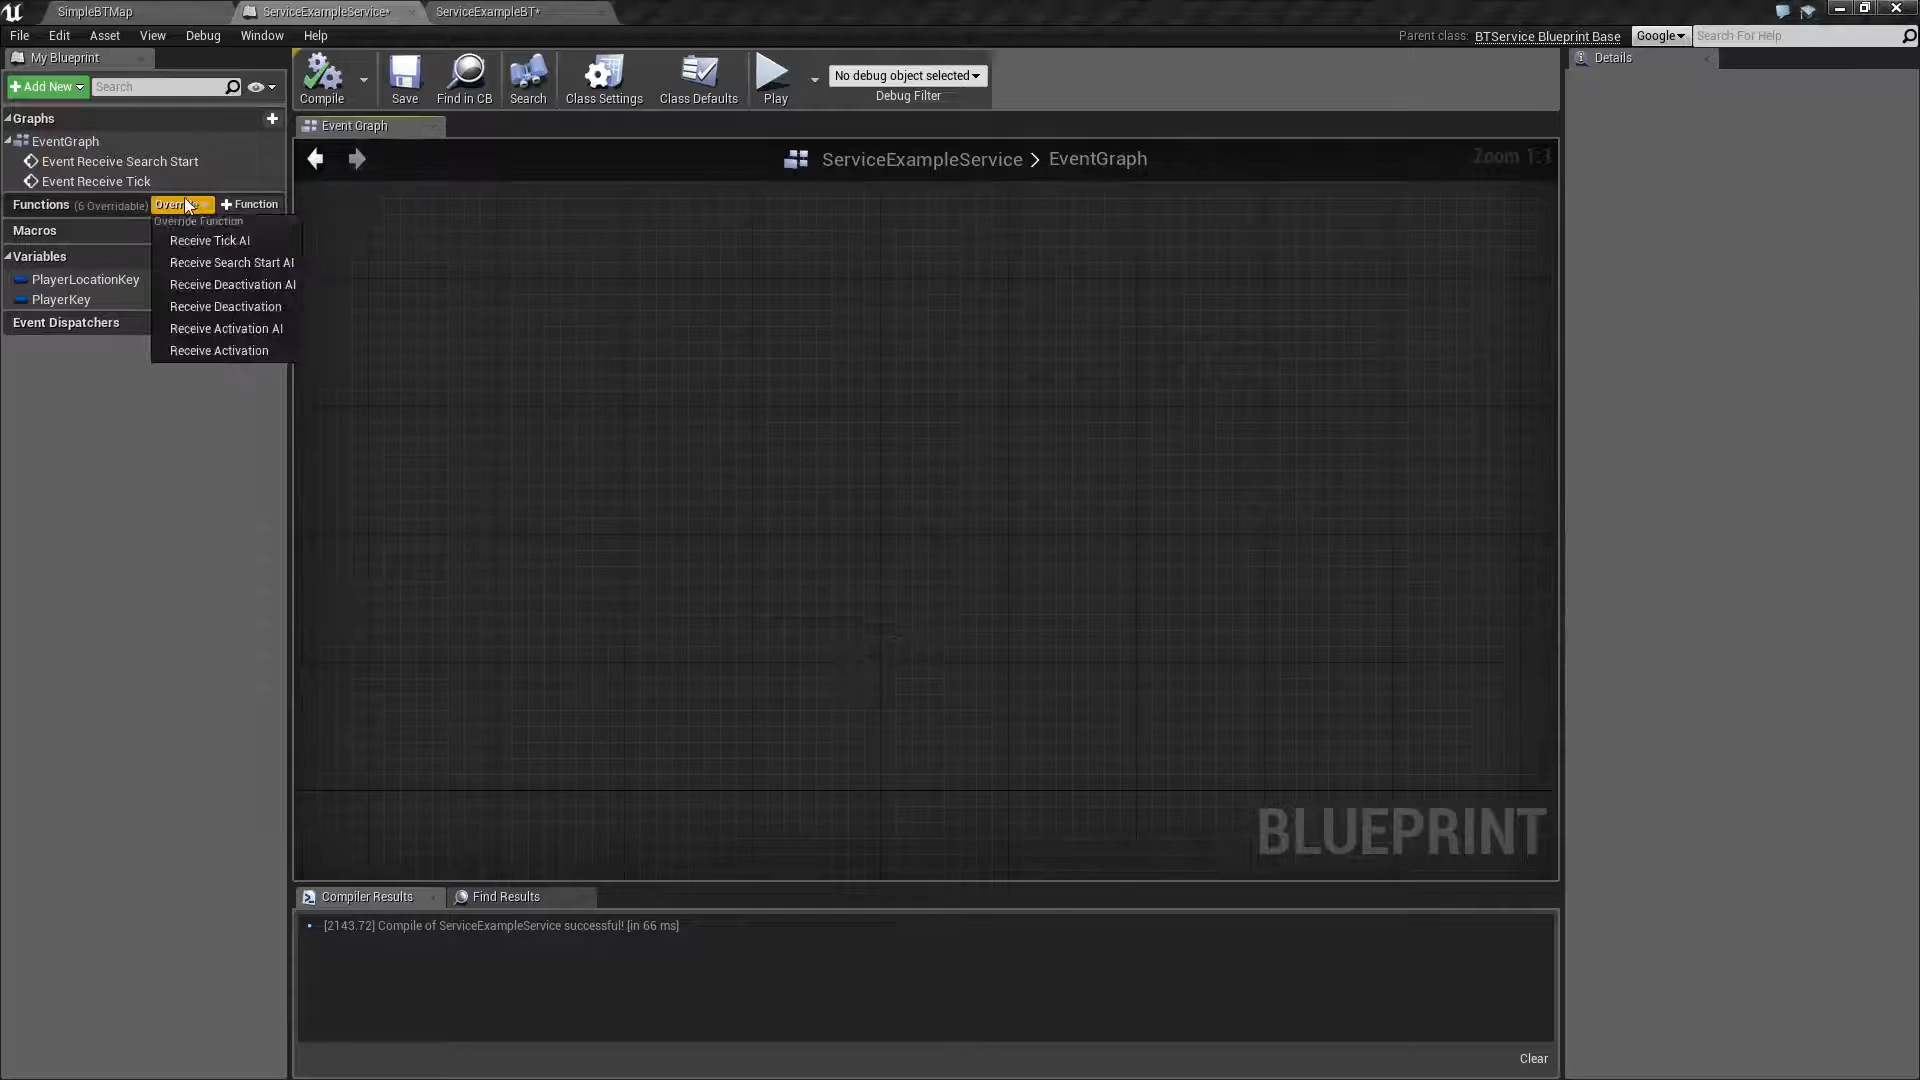 SimpleBTMap
ServiceExampleService*
ServiceExampleBT*
File Edit Asset View Debug Window Help
Parent class: BTService Blueprint Base
Google
Search For Help
My Blueprint
Add New
Search
Compile
Save
Find in CB
Search
Class Settings
Class Defaults
Play
No debug object selected
Debug Filter
Details
Graphs
EventGraph
Event Receive Search Start
Event Receive Tick
Functions (6 Overridable) Override + Function
Override Function
Receive Tick AI
Receive Search Start AI
Receive Deactivation AI
Receive Deactivation
Receive Activation AI
Receive Activation
Macros
Variables
PlayerLocationKey
PlayerKey
Event Dispatchers
Event Graph
ServiceExampleService > EventGraph
Zoom 1:1
BLUEPRINT
Compiler Results
Find Results
[2143.72] Compile of ServiceExampleService successful! [in 66 ms]
Clear